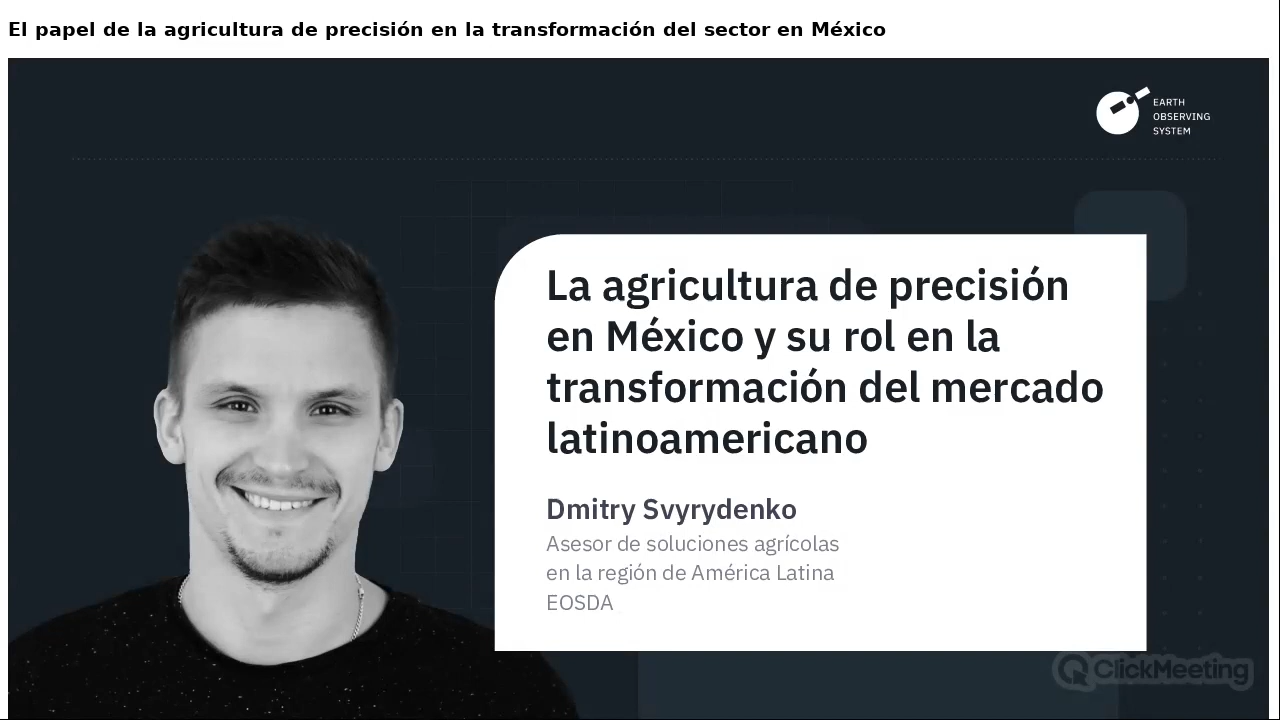 El papel de la agricultura de precisión en la transformación del sector en México
EARTH
OBSERVING
SYSTEM
La agricultura de precisión
en México y su rol en la
transformación del mercado
latinoamericano
Dmitry Svyrydenko
Asesor de soluciones agrícolas
en la región de América Latina
EOSDA
ClickMeeting